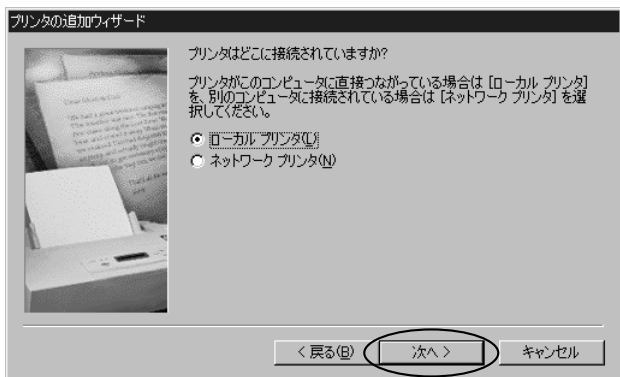 プリンタの追加ウィザード
プリンタはどこに接続されていますか?
プリンタがこのコンピュータに直接つながっている場合は [ローカル プリンタ]
を、別のコンピュータに接続されている場合は [ネットワーク プリンタ] を選
択してください。
ローカル プリンタ(L)
ネットワーク プリンタ(N)
< 戻る(B)
次へ >
キャンセル